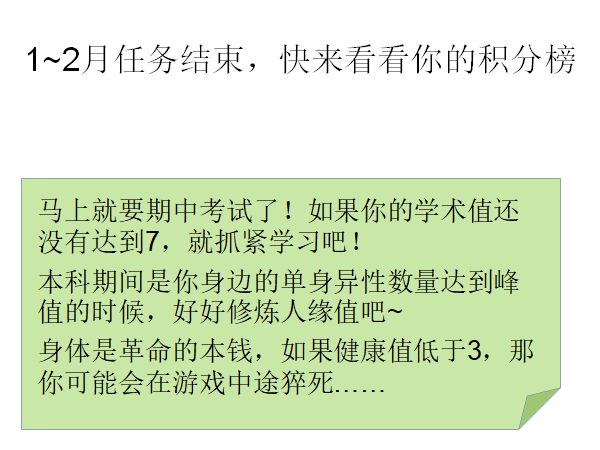 1~2月任务结束，快来看看你的积分榜
马上就要期中考试了！如果你的学术值还
没有达到7，就抓紧学习吧！
本科期间是你身边的单身异性数量达到峰
值的时候，好好修炼人缘值吧~
身体是革命的本钱，如果健康值低于3，那
你可能会在游戏中途猝死……